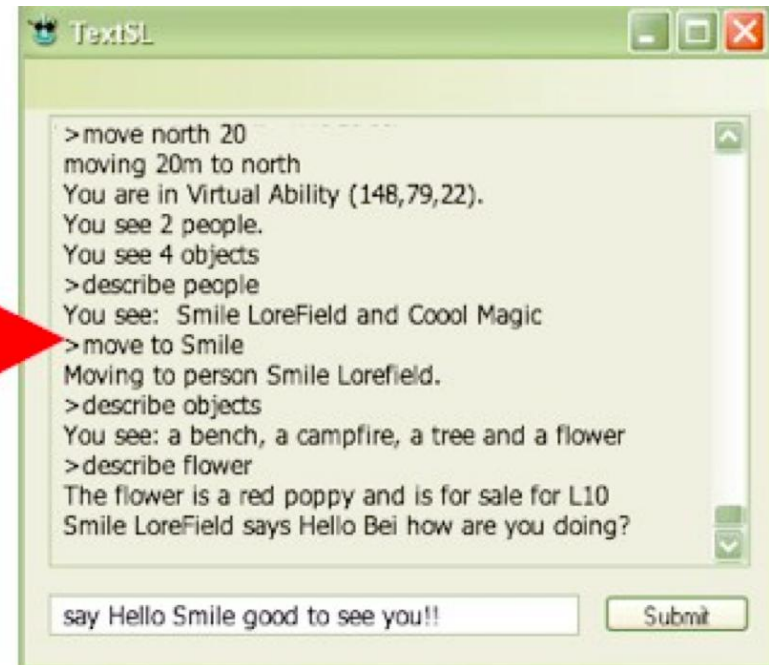 TextSL
>move north 20
moving 20m to north
You are in Virtual Ability (148,79,22).
You see 2 people.
You see 4 objects
>describe people
You see:  Smile LoreField and Coool Magic
>move to Smile
Moving to person Smile Lorefield.
>describe objects
You see: a bench, a campfire, a tree and a flower
>describe flower
The flower is a red poppy and is for sale for L10
Smile LoreField says Hello Bei how are you doing?
say Hello Smile good to see you!!
Submit